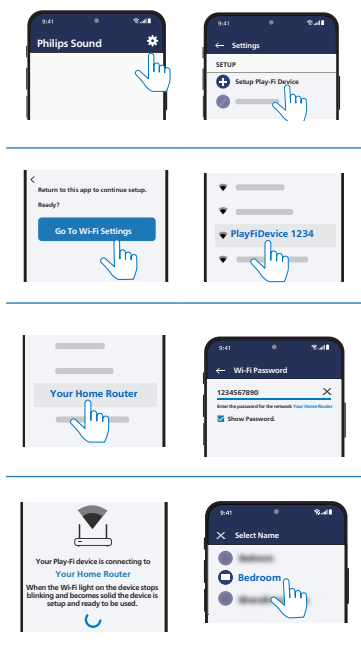 9:41
Philips Sound
9:41
Settings
SETUP
Setup Play-Fi Device
Return to this app to continue setup.
Ready?
Go To Wi-Fi Settings
PlayFiDevice 1234
Your Home Router
9:41
Wi-Fi Password
1234567890
Enter the password for the network Your Home Router
Show Password.
Your Play-Fi device is connecting to
Your Home Router
When the Wi-Fi light on the device stops
blinking and becomes solid the device is
setup and ready to be used.
9:41
Select Name
Bedroom